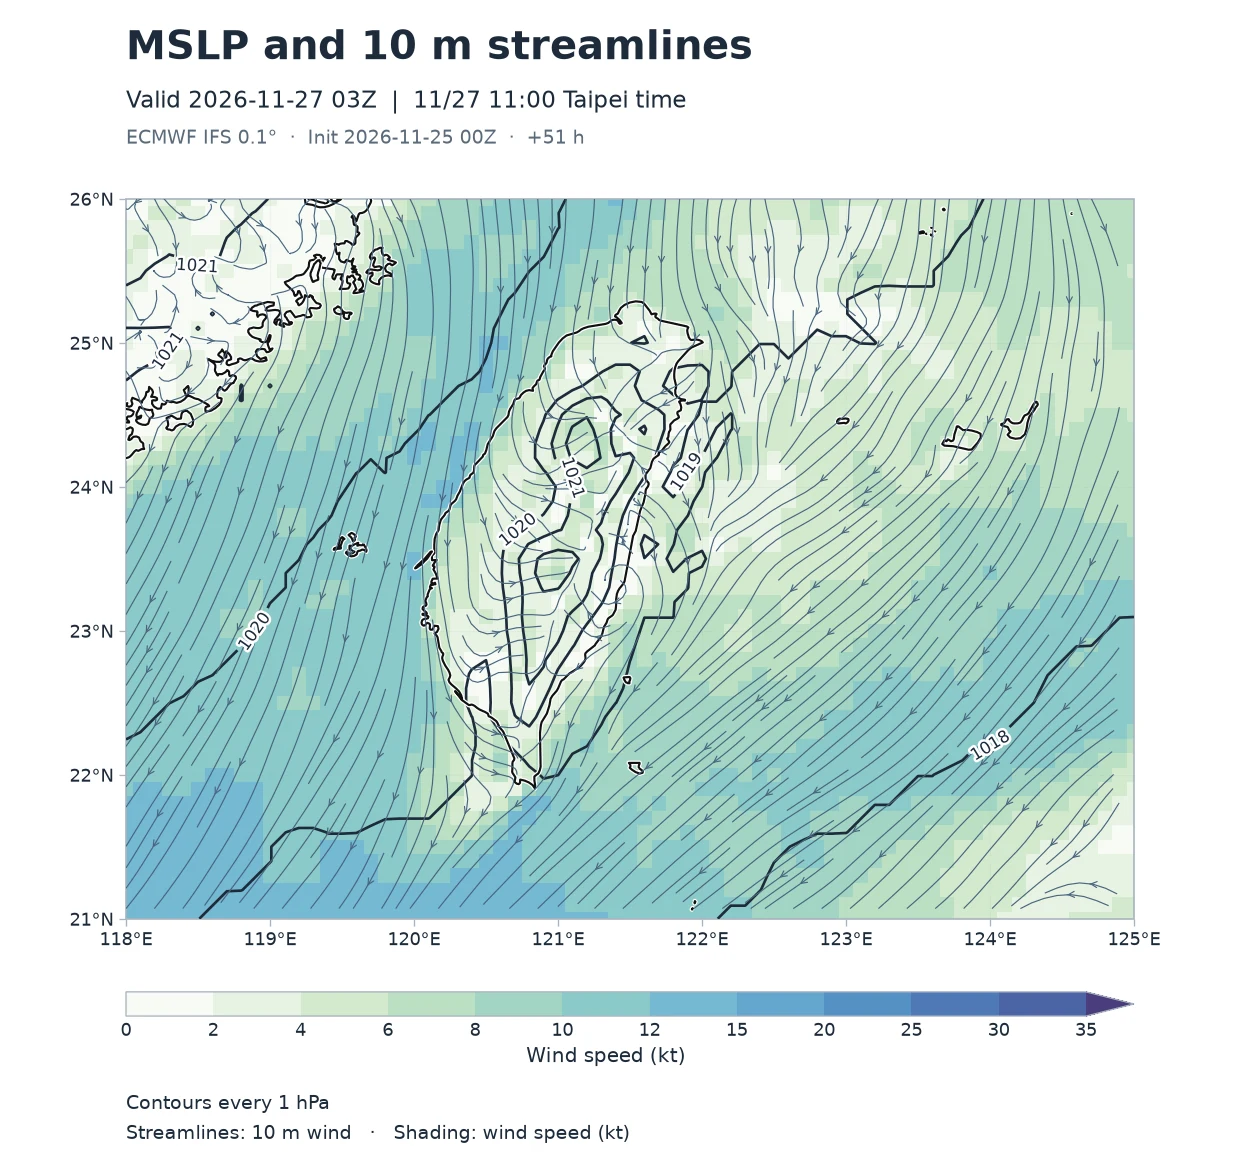 MSLP and 10 m streamlines
Valid 2026-11-27 03Z | 11/27 11:00 Taipei time
ECMWF IFS 0.1° · Init 2026-11-25 00Z · +51 h
26°N
1021
25°N
1021
1019
24°N
1021
1020
23°N
1020
1018
22°N
21°N
118°E 119°E 120°E 121°E 122°E 123°E 124°E 125°E
0 2 4 6 8 10 12 15 20 25 30 35
Wind speed (kt)
Contours every 1 hPa
Streamlines: 10 m wind · Shading: wind speed (kt)